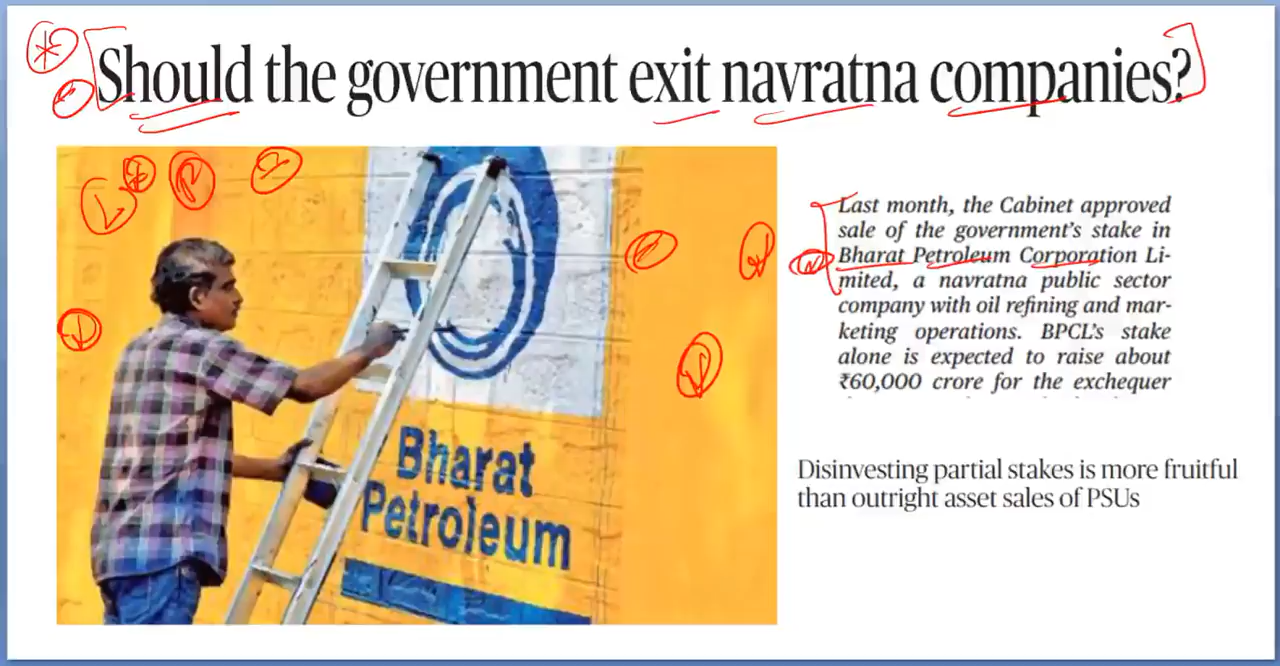 Should the government exit navratna companies?
Last month, the Cabinet approved
sale of the government's stake in
Bharat Petroleum Corporation Li-
mited, a navratna public sector
company with oil refining and mar-
keting operations. BPCL's stake
alone is expected to raise about
₹60,000 crore for the exchequer
Bharat
Petroleum
Disinvesting partial stakes is more fruitful
than outright asset sales of PSUs